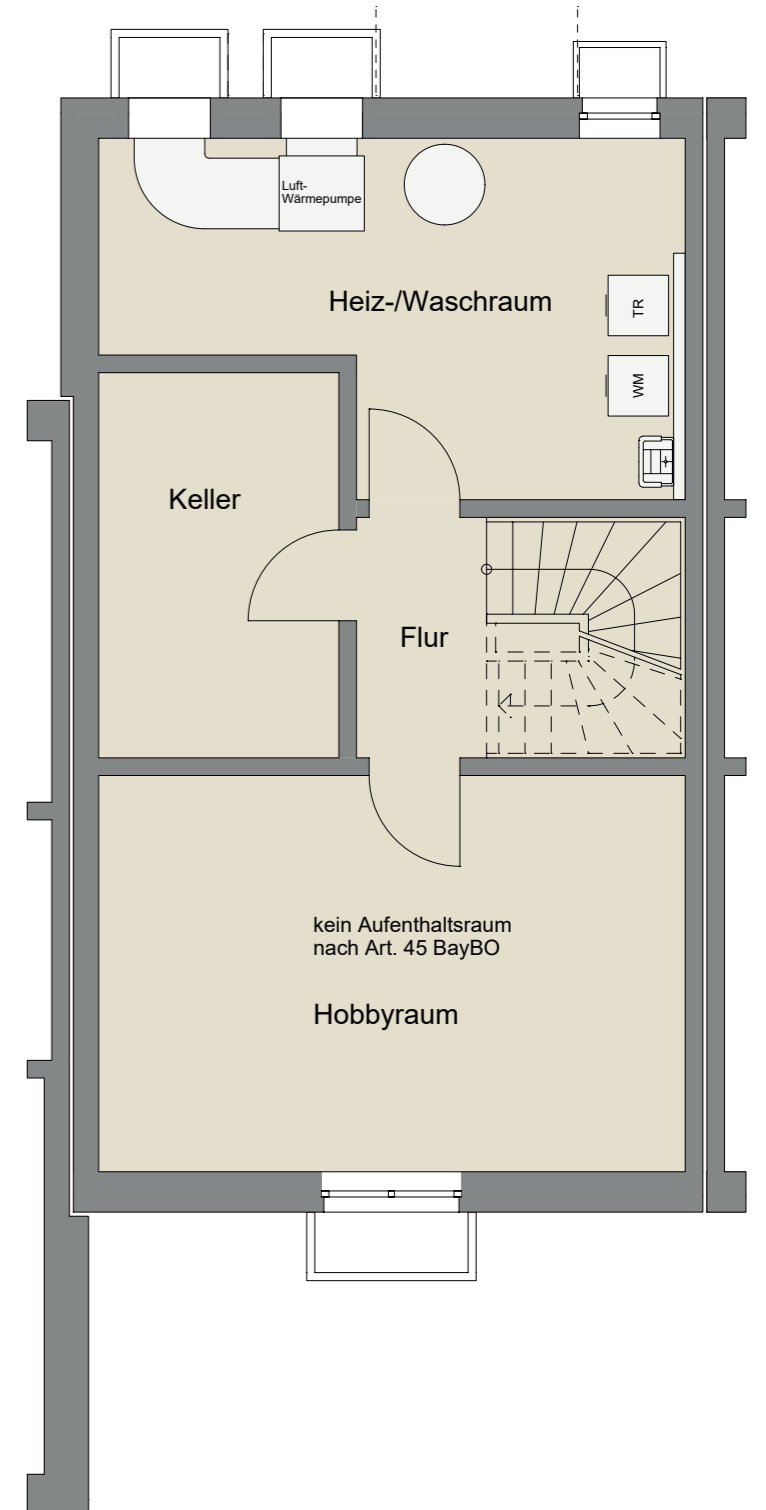 Luft-
Wärmepumpe
Heiz-/Waschraum
TR
WM
Keller
Flur
kein Aufenthaltsraum
nach Art. 45 BayBO
Hobbyraum